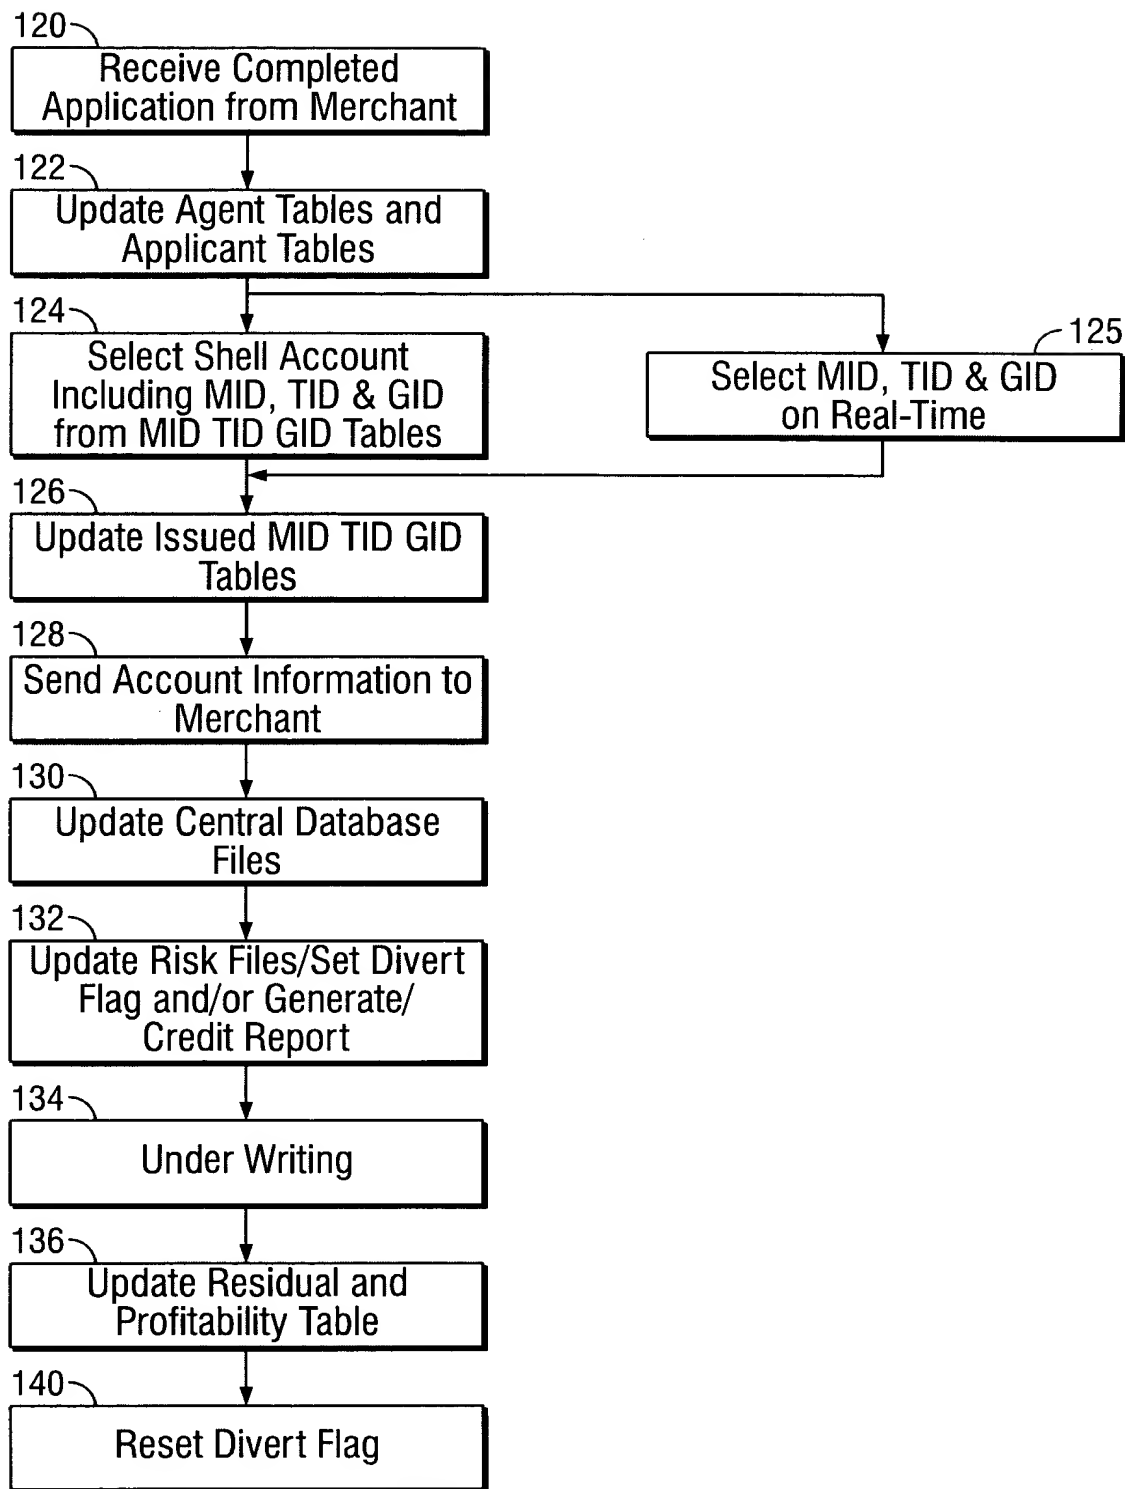 120
Receive Completed
Application from Merchant
122
Update Agent Tables and
Applicant Tables
124
Select Shell Account
Including MID, TID & GID
from MID TID GID Tables
125
Select MID, TID & GID
on Real-Time
126
Update Issued MID TID GID
Tables
128
Send Account Information to
Merchant
130
Update Central Database
Files
132
Update Risk Files/Set Divert
Flag and/or Generate/
Credit Report
134
Under Writing
136
Update Residual and
Profitability Table
140
Reset Divert Flag